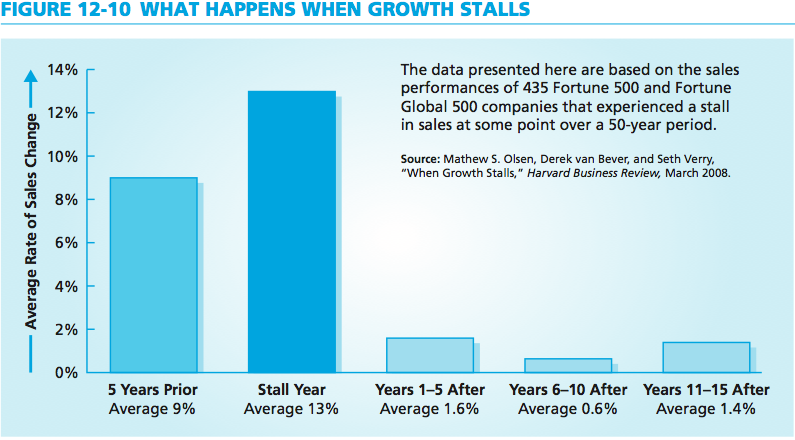 FIGURE 12-10 WHAT HAPPENS WHEN GROWTH STALLS
The data presented here are based on the sales
performances of 435 Fortune 500 and Fortune
Global 500 companies that experienced a stall
in sales at some point over a 50-year period.
Source: Mathew S. Olsen, Derek van Bever, and Seth Verry,
"When Growth Stalls," Harvard Business Review, March 2008.
Average Rate of Sales Change
14%
12%
10%
8%
6%
4%
2%
0%
5 Years Prior
Average 9%
Stall Year
Average 13%
Years 1–5 After
Average 1.6%
Years 6–10 After
Average 0.6%
Years 11–15 After
Average 1.4%